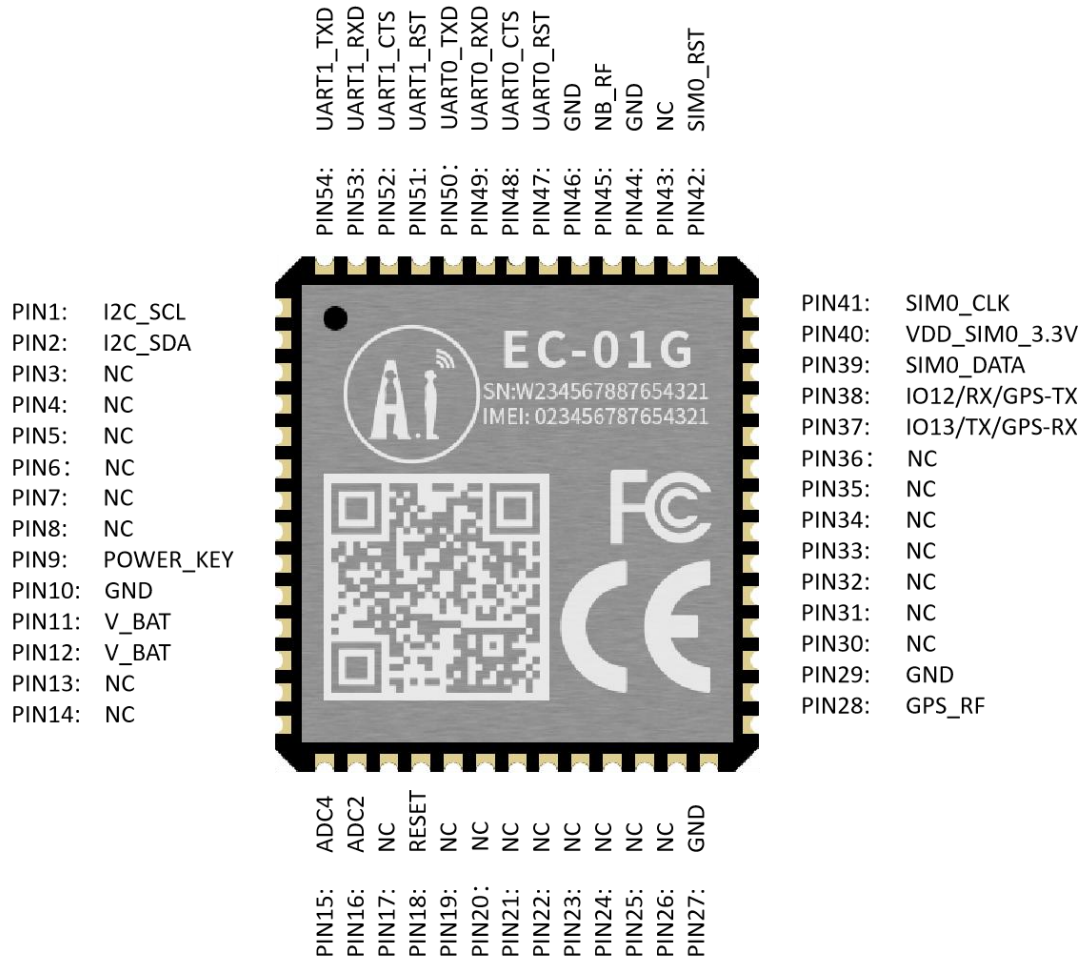 PIN54: UART1_TXD
PIN53: UART1_RXD
PIN52: UART1_CTS
PIN51: UART1_RST
PIN50: UART0_TXD
PIN49: UART0_RXD
PIN48: UART0_CTS
PIN47: UART0_RST
PIN46: GND
PIN45: NB_RF
PIN44: GND
PIN43: NC
PIN42: SIM0_RST
PIN1: I2C_SCL
PIN2: I2C_SDA
PIN3: NC
PIN4: NC
PIN5: NC
PIN6: NC
PIN7: NC
PIN8: NC
PIN9: POWER_KEY
PIN10: GND
PIN11: V_BAT
PIN12: V_BAT
PIN13: NC
PIN14: NC
A.i
EC-01G
SN:W234567887654321
IMEI: 023456787654321
FC
CE
PIN41: SIM0_CLK
PIN40: VDD_SIM0_3.3V
PIN39: SIM0_DATA
PIN38: IO12/RX/GPS-TX
PIN37: IO13/TX/GPS-RX
PIN36: NC
PIN35: NC
PIN34: NC
PIN33: NC
PIN32: NC
PIN31: NC
PIN30: NC
PIN29: GND
PIN28: GPS_RF
PIN15: ADC4
PIN16: ADC2
PIN17: NC
PIN18: RESET
PIN19: NC
PIN20: NC
PIN21: NC
PIN22: NC
PIN23: NC
PIN24: NC
PIN25: NC
PIN26: NC
PIN27: GND